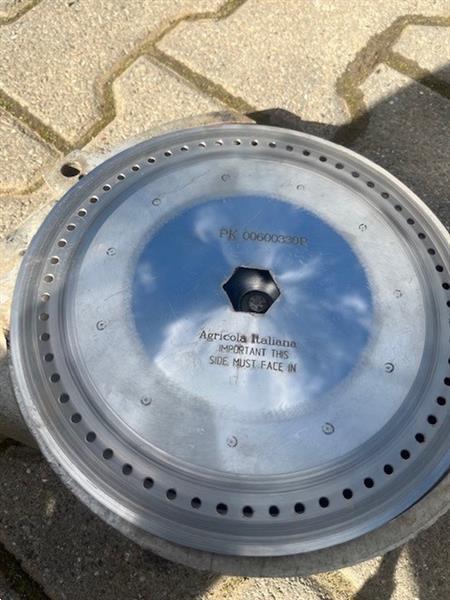 PK 00600330P
Agricola Italiana
IMPORTANT THIS
SIDE MUST FACE IN